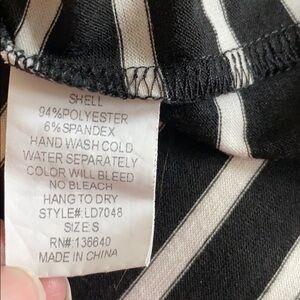 SHELL
94%POLYESTER
6%SPANDEX
HAND WASH COLD
WATER SEPARATELY
COLOR WILL BLEED
NO BLEACH
HANG TO DRY
STYLE#:LD7048
SIZE:S
RN#:136640
MADE IN CHINA